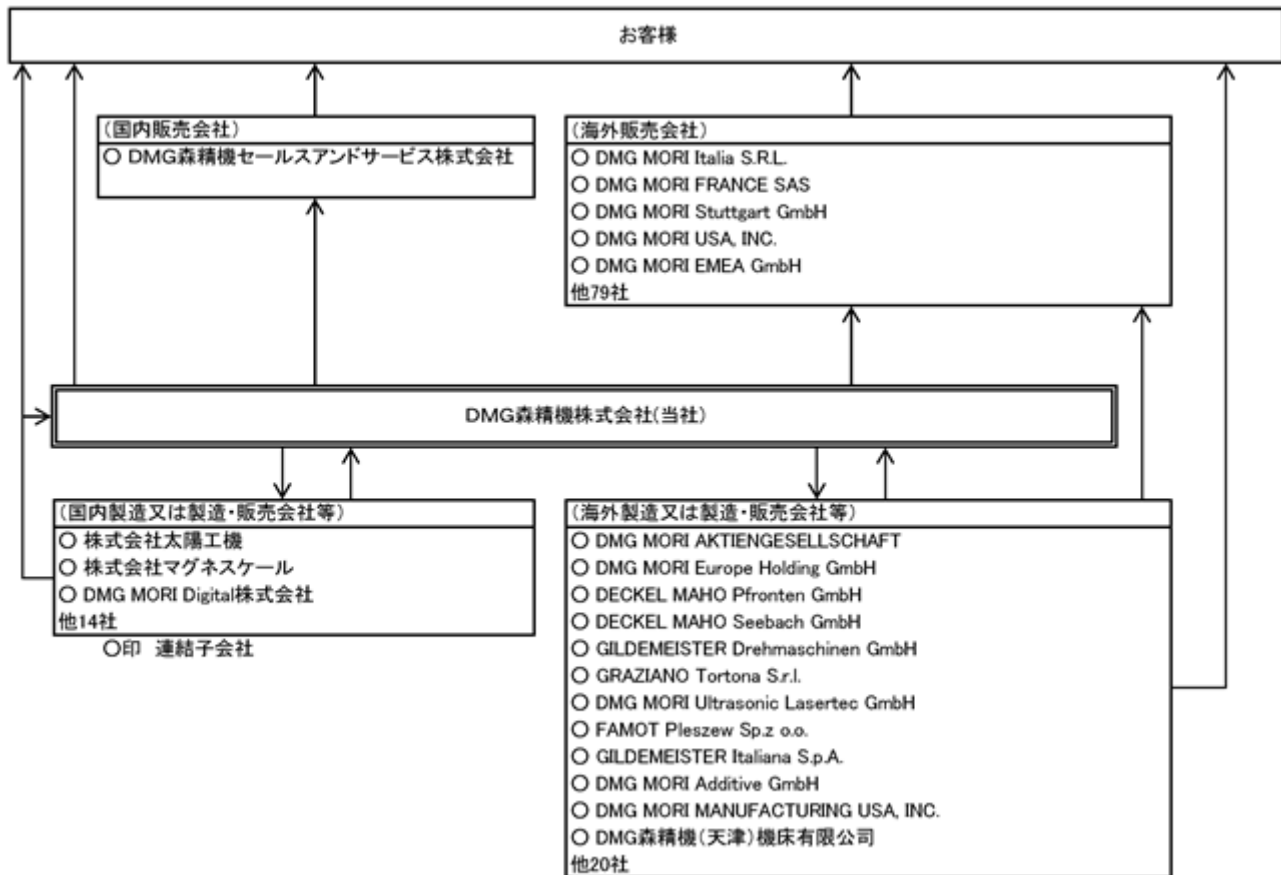 お客様
(国内販売会社)
○ DMG森精機セールスアンドサービス株式会社
(海外販売会社)
○ DMG MORI Italia S.R.L.
○ DMG MORI FRANCE SAS
○ DMG MORI Stuttgart GmbH
○ DMG MORI USA, INC.
○ DMG MORI EMEA GmbH
他79社
DMG森精機株式会社(当社)
(国内製造又は製造・販売会社等)
○ 株式会社太陽工機
○ 株式会社マグネスケール
○ DMG MORI Digital株式会社
他14社
○印 連結子会社
(海外製造又は製造・販売会社等)
○ DMG MORI AKTIENGESELLSCHAFT
○ DMG MORI Europe Holding GmbH
○ DECKEL MAHO Pfronten GmbH
○ DECKEL MAHO Seebach GmbH
○ GILDEMEISTER Drehmaschinen GmbH
○ GRAZIANO Tortona S.r.l.
○ DMG MORI Ultrasonic Lasertec GmbH
○ FAMOT Pleszew Sp.z o.o.
○ GILDEMEISTER Italiana S.p.A.
○ DMG MORI Additive GmbH
○ DMG MORI MANUFACTURING USA, INC.
○ DMG森精機(天津)機床有限公司
他20社